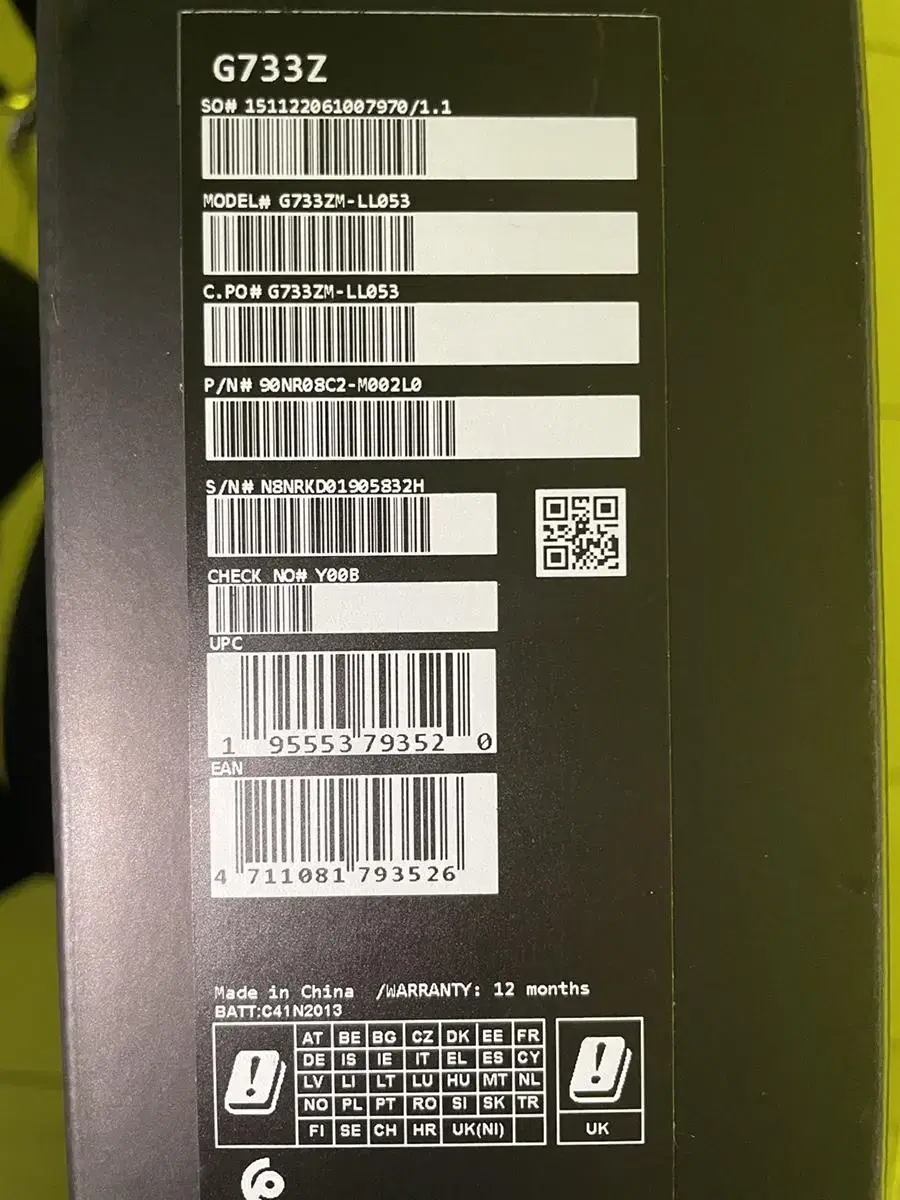 G733Z
SO# 151122061007970/1.1
MODEL# G733ZM-LL053
C.PO# G733ZM-LL053
P/N# 90NR08C2-M002L0
S/N# N8NRKD01905832H
CHECK NO# Y00B
UPC
1 95553 79352 0
EAN
4 711081 793526
Made in China /WARRANTY: 12 months
BATT:C41N2013
AT BE BG CZ DK EE FR
DE IS IE IT EL ES CY
LV LI LT LU HU MT NL
NO PL PT RO SI SK TR
FI SE CH HR UK(NI)
UK